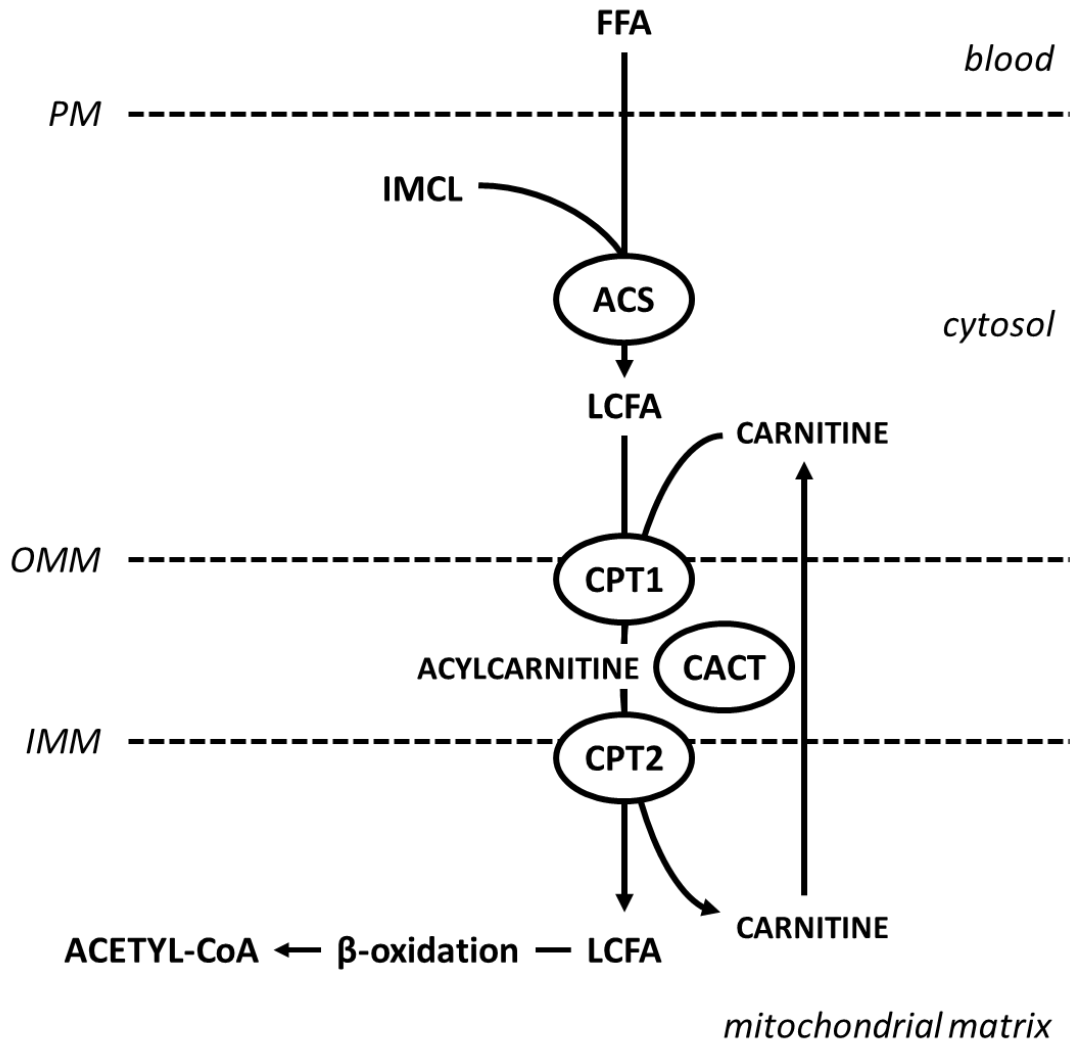 FFA
blood
PM
IMCL
ACS
cytosol
LCFA
CARNITINE
OMM
CPT1
ACYLCARNITINE
CACT
IMM
CPT2
CARNITINE
ACETYL-CoA β-oxidation LCFA
mitochondrial matrix